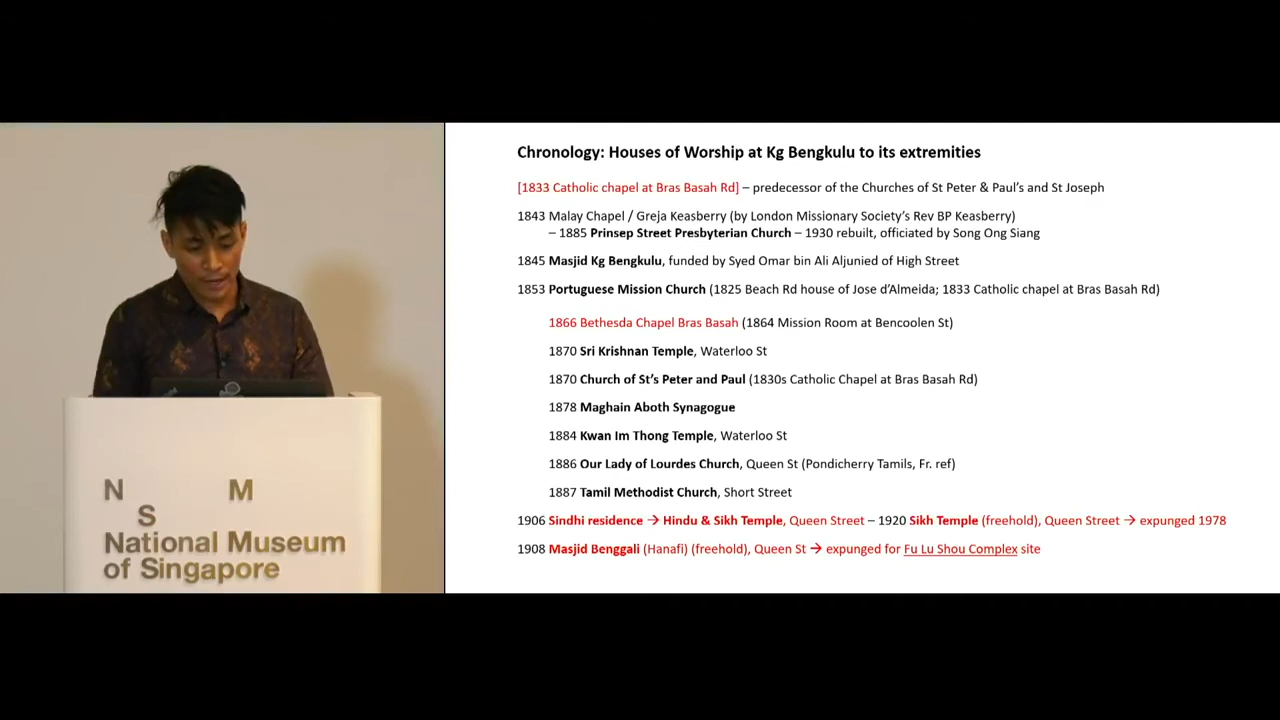 Chronology: Houses of Worship at Kg Bengkulu to its extremities
[1833 Catholic chapel at Bras Basah Rd] – predecessor of the Churches of St Peter & Paul's and St Joseph
1843 Malay Chapel / Greja Keasberry (by London Missionary Society's Rev BP Keasberry)
– 1885 Prinsep Street Presbyterian Church – 1930 rebuilt, officiated by Song Ong Siang
1845 Masjid Kg Bengkulu, funded by Syed Omar bin Ali Aljunied of High Street
1853 Portuguese Mission Church (1825 Beach Rd house of Jose d'Almeida; 1833 Catholic chapel at Bras Basah Rd)
1866 Bethesda Chapel Bras Basah (1864 Mission Room at Bencoolen St)
1870 Sri Krishnan Temple, Waterloo St
1870 Church of St's Peter and Paul (1830s Catholic Chapel at Bras Basah Rd)
1878 Maghain Aboth Synagogue
1884 Kwan Im Thong Temple, Waterloo St
1886 Our Lady of Lourdes Church, Queen St (Pondicherry Tamils, Fr. ref)
1887 Tamil Methodist Church, Short Street
1906 Sindhi residence → Hindu & Sikh Temple, Queen Street – 1920 Sikh Temple (freehold), Queen Street → expunged 1978
1908 Masjid Benggali (Hanafi) (freehold), Queen St → expunged for Fu Lu Shou Complex site
N M
S
National Museum
of Singapore